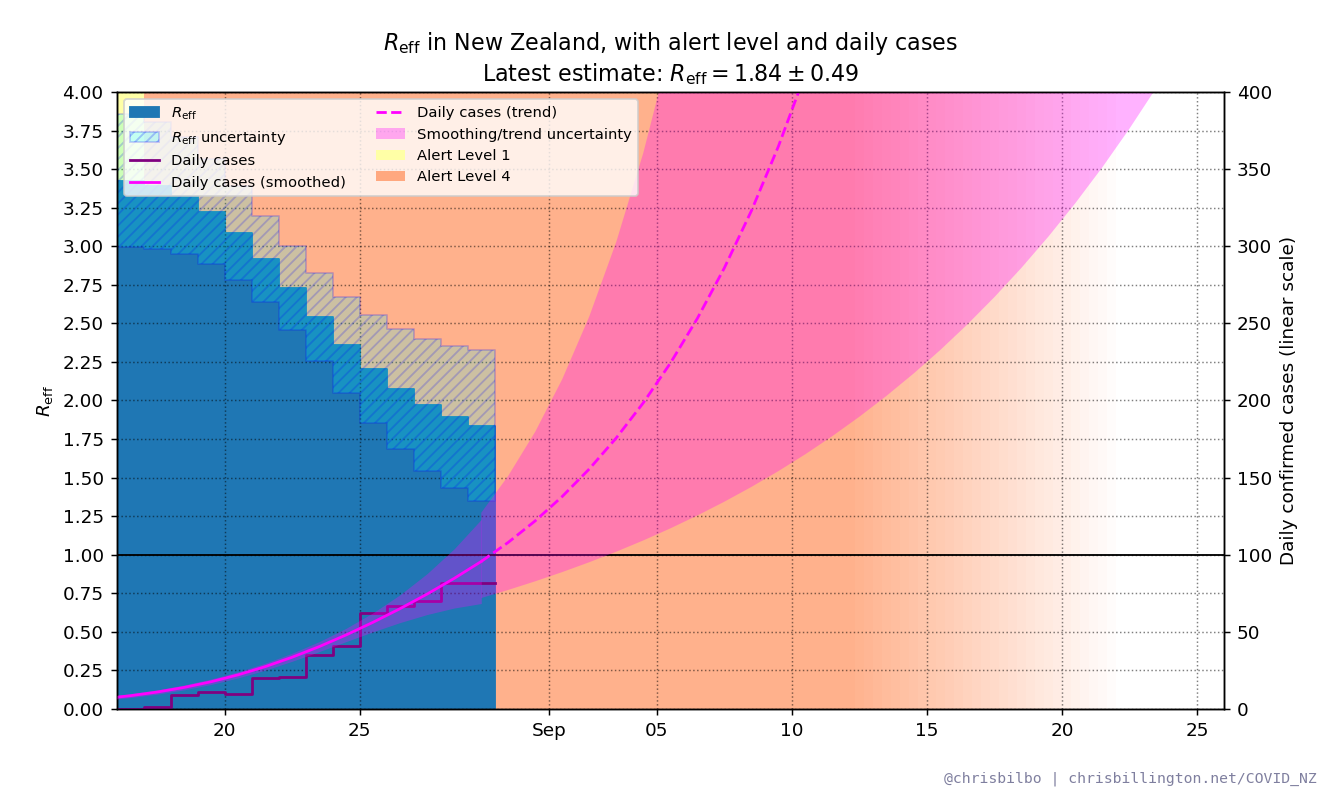 R_eff in New Zealand, with alert level and daily cases
Latest estimate: R_eff = 1.84 ± 0.49
R_eff
R_eff uncertainty
Daily cases
Daily cases (smoothed)
Daily cases (trend)
Smoothing/trend uncertainty
Alert Level 1
Alert Level 4
4.00
3.75
3.50
3.25
3.00
2.75
2.50
2.25
2.00
1.75
1.50
1.25
1.00
0.75
0.50
0.25
0.00
R_eff
400
350
300
250
200
150
100
50
0
Daily confirmed cases (linear scale)
20 25 Sep 05 10 15 20 25
@chrisbilbo | chrisbillington.net/COVID_NZ